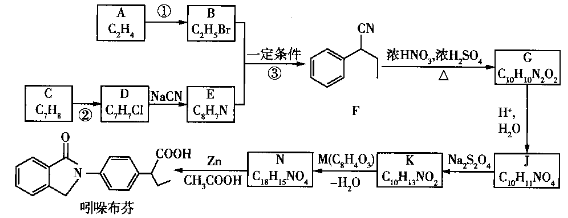 A
C₂H₄
①
B
C₂H₅Br
一定条件
③
CN
F
浓HNO₃,浓H₂SO₄
△
G
C₁₀H₁₀N₂O₂
C
C₇H₈
②
D
C₇H₇Cl
NaCN
E
C₈H₇N
H⁺,
H₂O
O
N
COOH
吲哚布芬
Zn
CH₃COOH
N
C₁₈H₁₅NO₄
M(C₈H₄O₃)
−H₂O
K
C₁₀H₁₃NO₂
Na₂S₂O₄
J
C₁₀H₁₁NO₄